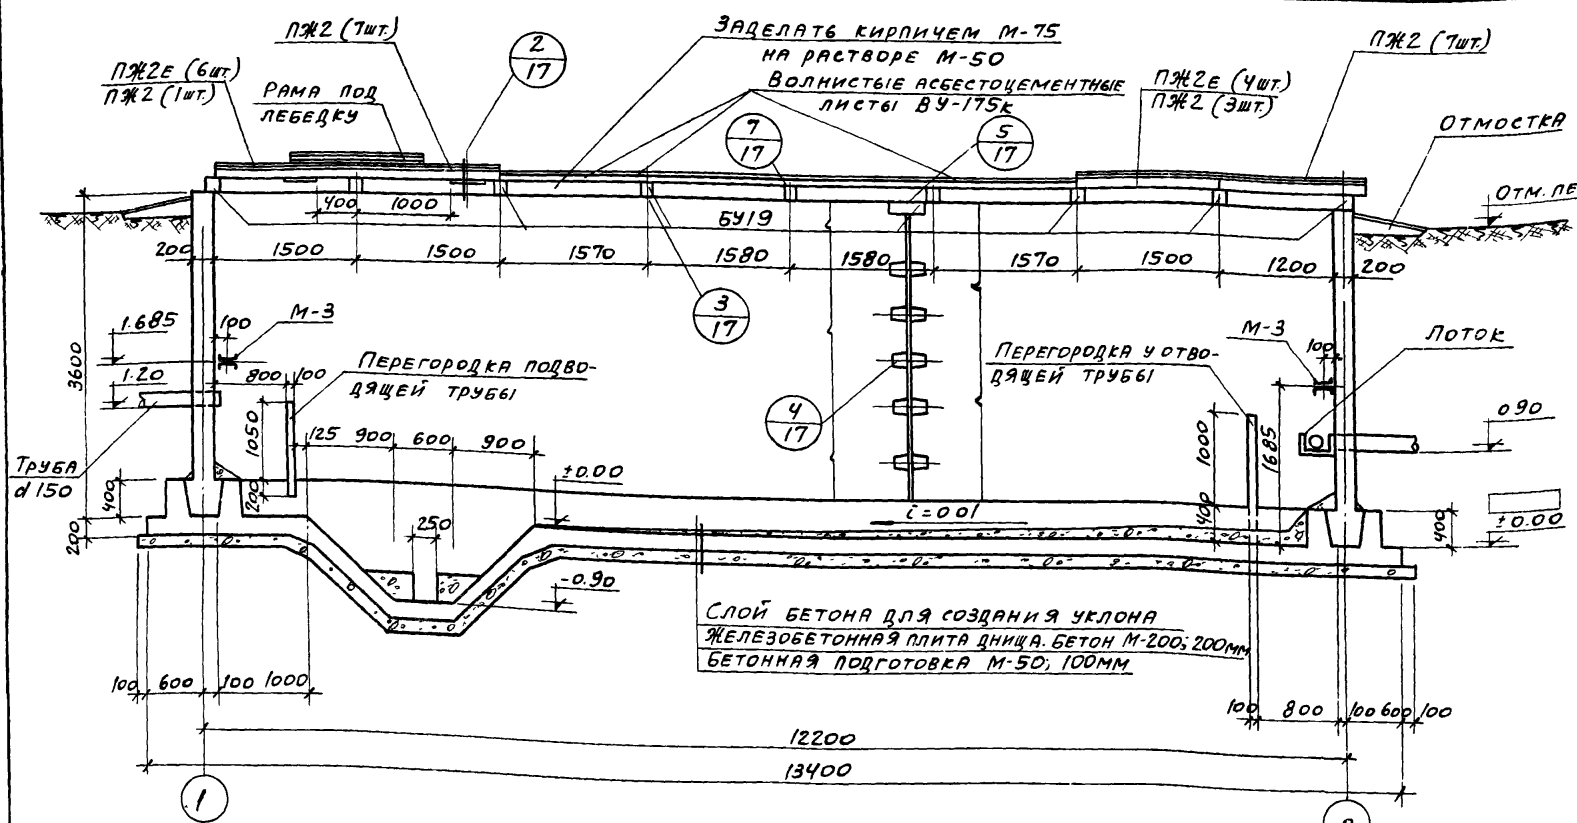 ПЖ2 (7шт.)
2
17
ЗАДЕЛАТЬ КИРПИЧЕМ М-75
НА РАСТВОРЕ М-50
ПЖ2 (7шт.)
ПЖ2Е (6шт.)
ПЖ2 (1шт.)
РАМА ПОД
ЛЕБЕДКУ
ВОЛНИСТЫЕ АСБЕСТОЦЕМЕНТНЫЕ
ЛИСТЫ ВУ-175К
ПЖ2Е (4шт.)
ПЖ2 (3шт.)
7
17
5
17
ОТМОСТКА
ОТМ. ПЕ
400 1000
БУ19
200 1500 1500 1570 1580 1580 1570 1500 1200 200
3
17
3600
1.685
100
М-3
М-3
100
ЛОТОК
1.20
800 100
ПЕРЕГОРОДКА ПОДВО-
ДЯЩЕЙ ТРУБЫ
ПЕРЕГОРОДКА У ОТВО-
ДЯЩЕЙ ТРУБЫ
4
17
090
1050
125 900 600 900
1000
1685
ТРУБА
d 150
±0.00
400
200
200
250
i=001
400
±0.00
400
-0.90
СЛОЙ БЕТОНА ДЛЯ СОЗДАНИЯ УКЛОНА
ЖЕЛЕЗОБЕТОННАЯ ПЛИТА ДНИЩА. БЕТОН М-200; 200мм
БЕТОННАЯ ПОДГОТОВКА М-50; 100ММ
100 600 100 1000
100 800 100 600 100
12200
13400
1